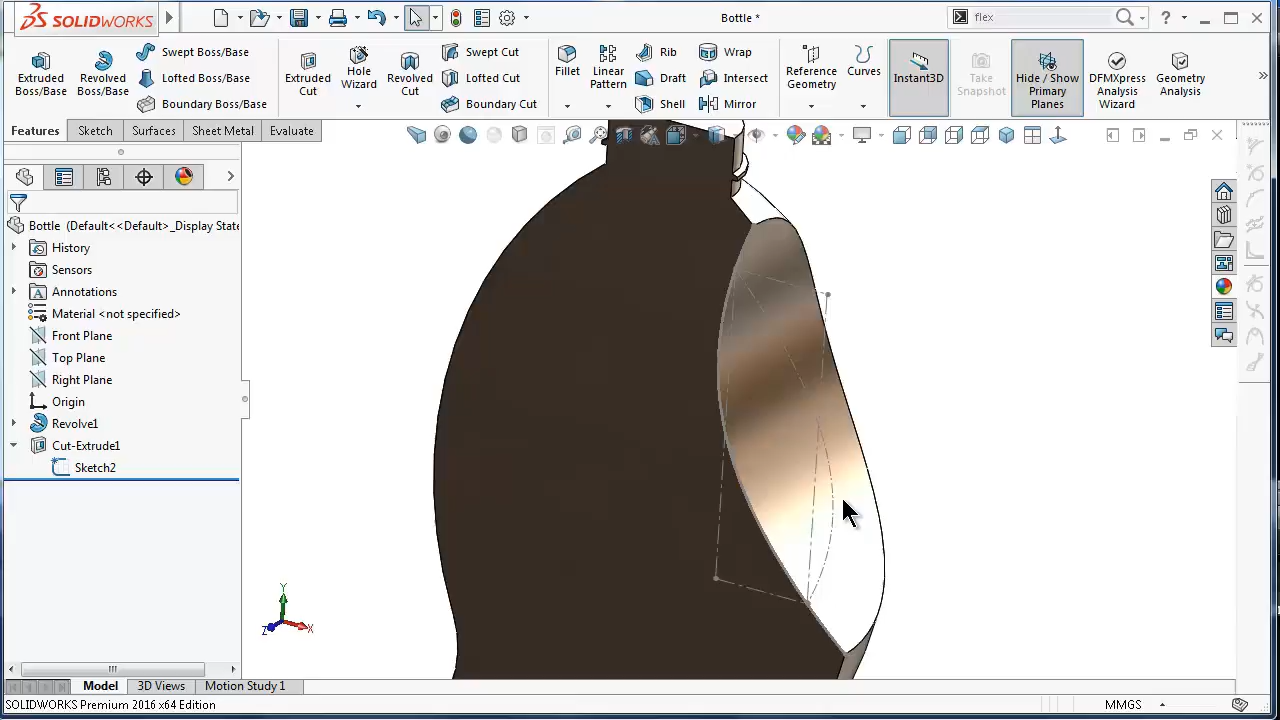 SOLIDWORKS
Bottle *
flex
Extruded Boss/Base
Revolved Boss/Base
Swept Boss/Base
Lofted Boss/Base
Boundary Boss/Base
Extruded Cut
Hole Wizard
Revolved Cut
Swept Cut
Lofted Cut
Boundary Cut
Fillet
Linear Pattern
Rib
Draft
Shell
Wrap
Intersect
Mirror
Reference Geometry
Curves
Instant3D
Take Snapshot
Hide / Show Primary Planes
DFMXpress Analysis Wizard
Geometry Analysis
Features
Sketch
Surfaces
Sheet Metal
Evaluate
Bottle (Default<<Default>_Display State
History
Sensors
Annotations
Material <not specified>
Front Plane
Top Plane
Right Plane
Origin
Revolve1
Cut-Extrude1
Sketch2
Y
Z
X
Model
3D Views
Motion Study 1
SOLIDWORKS Premium 2016 x64 Edition
MMGS